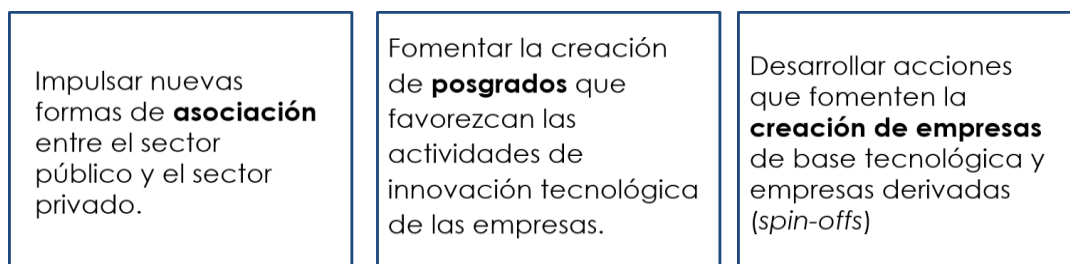 Impulsar nuevas
formas de asociación
entre el sector
público y el sector
privado.
Fomentar la creación
de posgrados que
favorezcan las
actividades de
innovación tecnológica
de las empresas.
Desarrollar acciones
que fomenten la
creación de empresas
de base tecnológica y
empresas derivadas
(spin-offs)